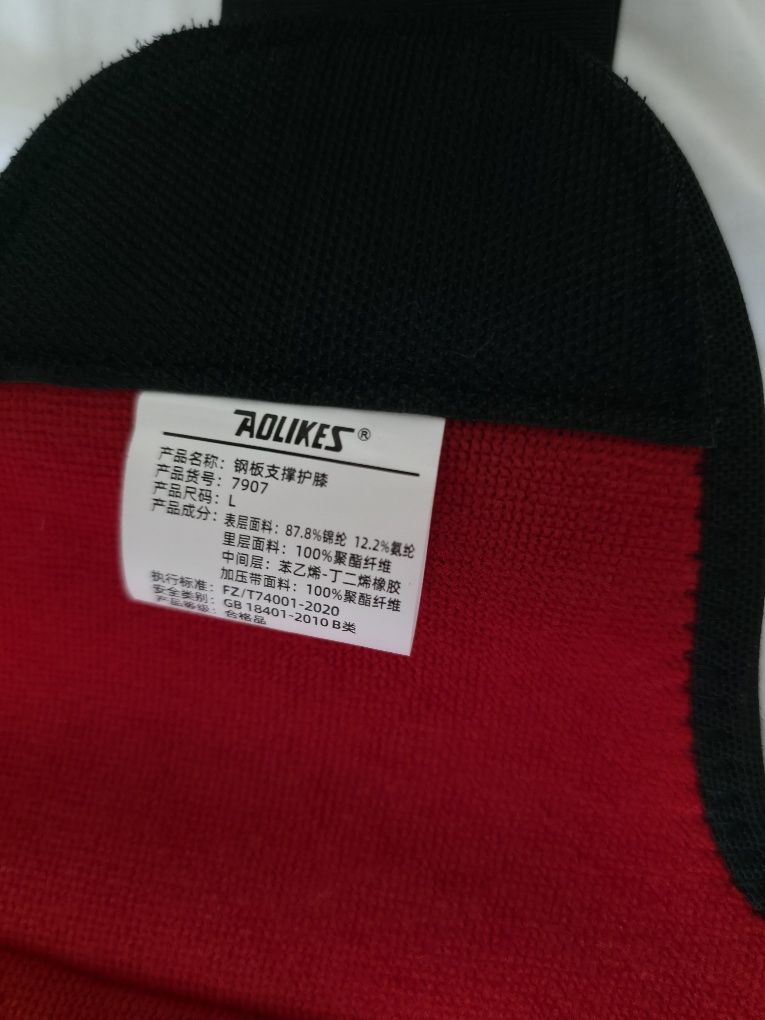 AOLIKES®
产品名称：钢板支撑护膝
产品货号：7907
产品尺码：L
产品成分：表层面料：87.8%锦纶 12.2%氨纶
里层面料：100%聚酯纤维
中间层：苯乙烯-丁二烯橡胶
加压带面料：100%聚酯纤维
执行标准：FZ/T74001-2020
安全类别：GB 18401-2010 B类
产品等级：合格品